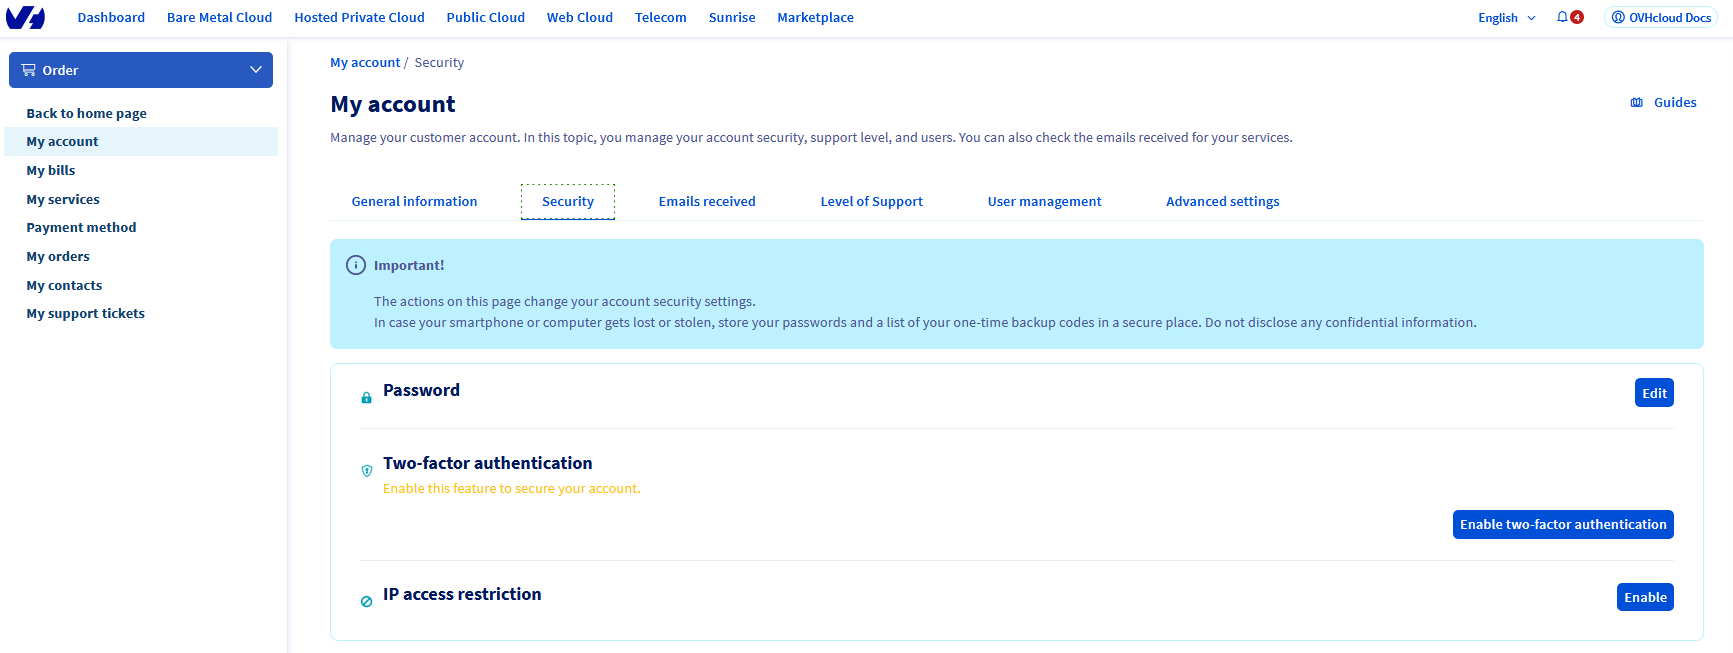 Dashboard Bare Metal Cloud Hosted Private Cloud Public Cloud Web Cloud Telecom Sunrise Marketplace English 4 OVHcloud Docs
Order
Back to home page
My account
My bills
My services
Payment method
My orders
My contacts
My support tickets
My account / Security
My account
Guides
Manage your customer account. In this topic, you manage your account security, support level, and users. You can also check the emails received for your services.
General information Security Emails received Level of Support User management Advanced settings
Important!
The actions on this page change your account security settings.
In case your smartphone or computer gets lost or stolen, store your passwords and a list of your one-time backup codes in a secure place. Do not disclose any confidential information.
Password
Edit
Two-factor authentication
Enable this feature to secure your account.
Enable two-factor authentication
IP access restriction
Enable